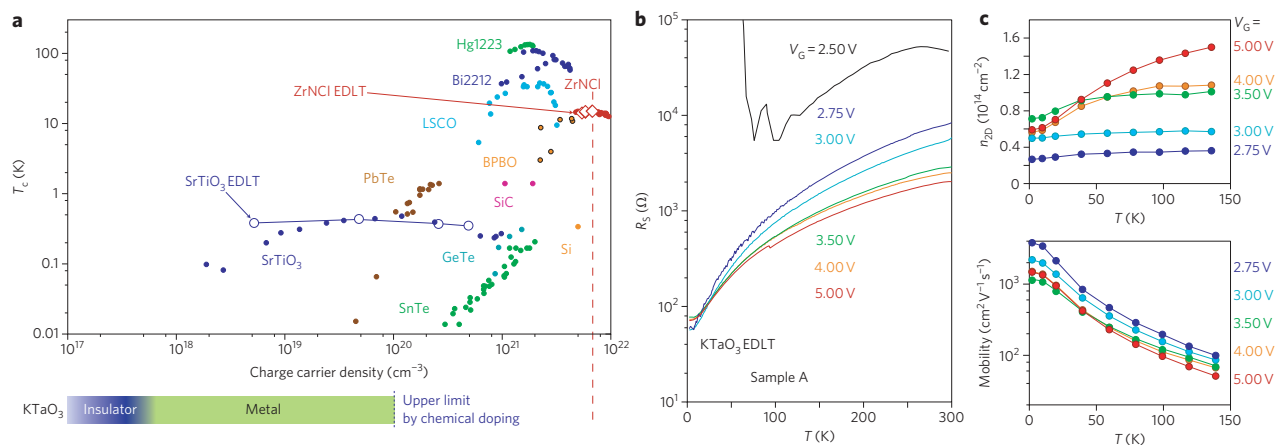 a
100
10
1
0.1
0.01
T_c (K)
Hg1223
Bi2212
ZrNCl
ZrNCl EDLT
LSCO
BPBO
SrTiO₃ EDLT
PbTe
SiC
SrTiO₃
GeTe
Si
SnTe
10¹⁷
10¹⁸
10¹⁹
10²⁰
10²¹
10²²
Charge carrier density (cm⁻³)
KTaO₃
Insulator
Metal
Upper limit
by chemical doping
b
10⁵
10⁴
10³
10²
10¹
R_S (Ω)
V_G = 2.50 V
2.75 V
3.00 V
3.50 V
4.00 V
5.00 V
KTaO₃ EDLT
Sample A
0
100
200
300
T (K)
c
V_G =
1.6
1.2
0.8
0.4
0
n_2D (10¹⁴ cm⁻²)
5.00 V
4.00 V
3.50 V
3.00 V
2.75 V
0
50
100
150
T (K)
10³
10²
Mobility (cm² V⁻¹ s⁻¹)
2.75 V
3.00 V
3.50 V
4.00 V
5.00 V
0
50
100
150
T (K)